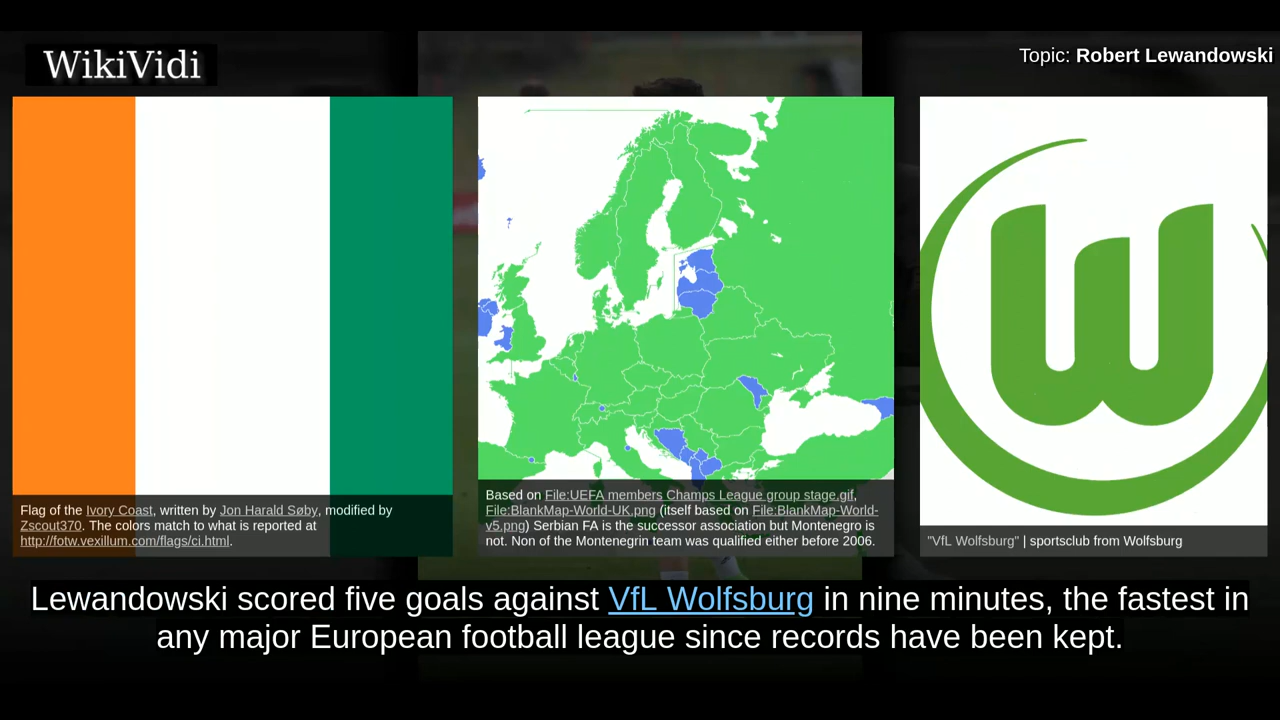 WikiVidi
Topic: Robert Lewandowski
Flag of the Ivory Coast, written by Jon Harald Søby, modified by
Zscout370. The colors match to what is reported at
http://fotw.vexillum.com/flags/ci.html.
Based on File:UEFA members Champs League group stage.gif,
File:BlankMap-World-UK.png (itself based on File:BlankMap-World-
v5.png) Serbian FA is the successor association but Montenegro is
not. Non of the Montenegrin team was qualified either before 2006.
W
"VfL Wolfsburg" | sportsclub from Wolfsburg
Lewandowski scored five goals against VfL Wolfsburg in nine minutes, the fastest in
any major European football league since records have been kept.